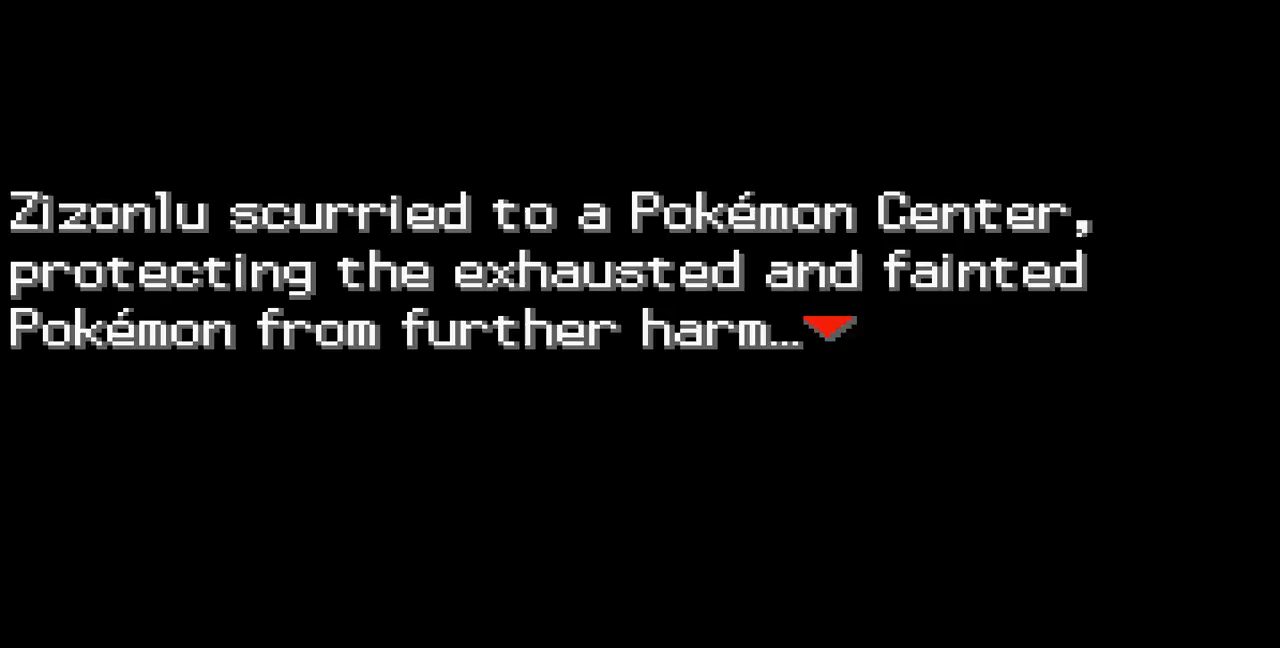 Zizonlu scurried to a Pokémon Center,
protecting the exhausted and fainted
Pokémon from further harm…